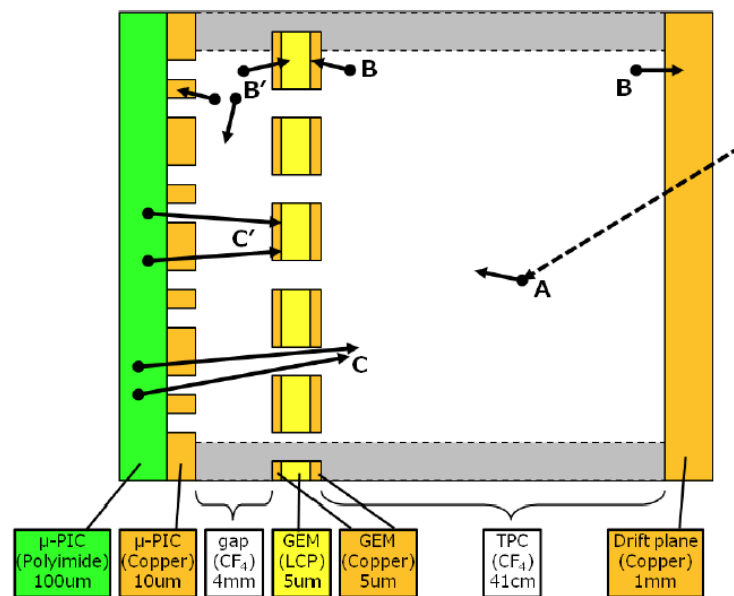 B′
B
B
C′
A
C
μ-PIC
(Polyimide)
100um
μ-PIC
(Copper)
10um
gap
(CF₄)
4mm
GEM
(LCP)
5um
GEM
(Copper)
5um
TPC
(CF₄)
41cm
Drift plane
(Copper)
1mm